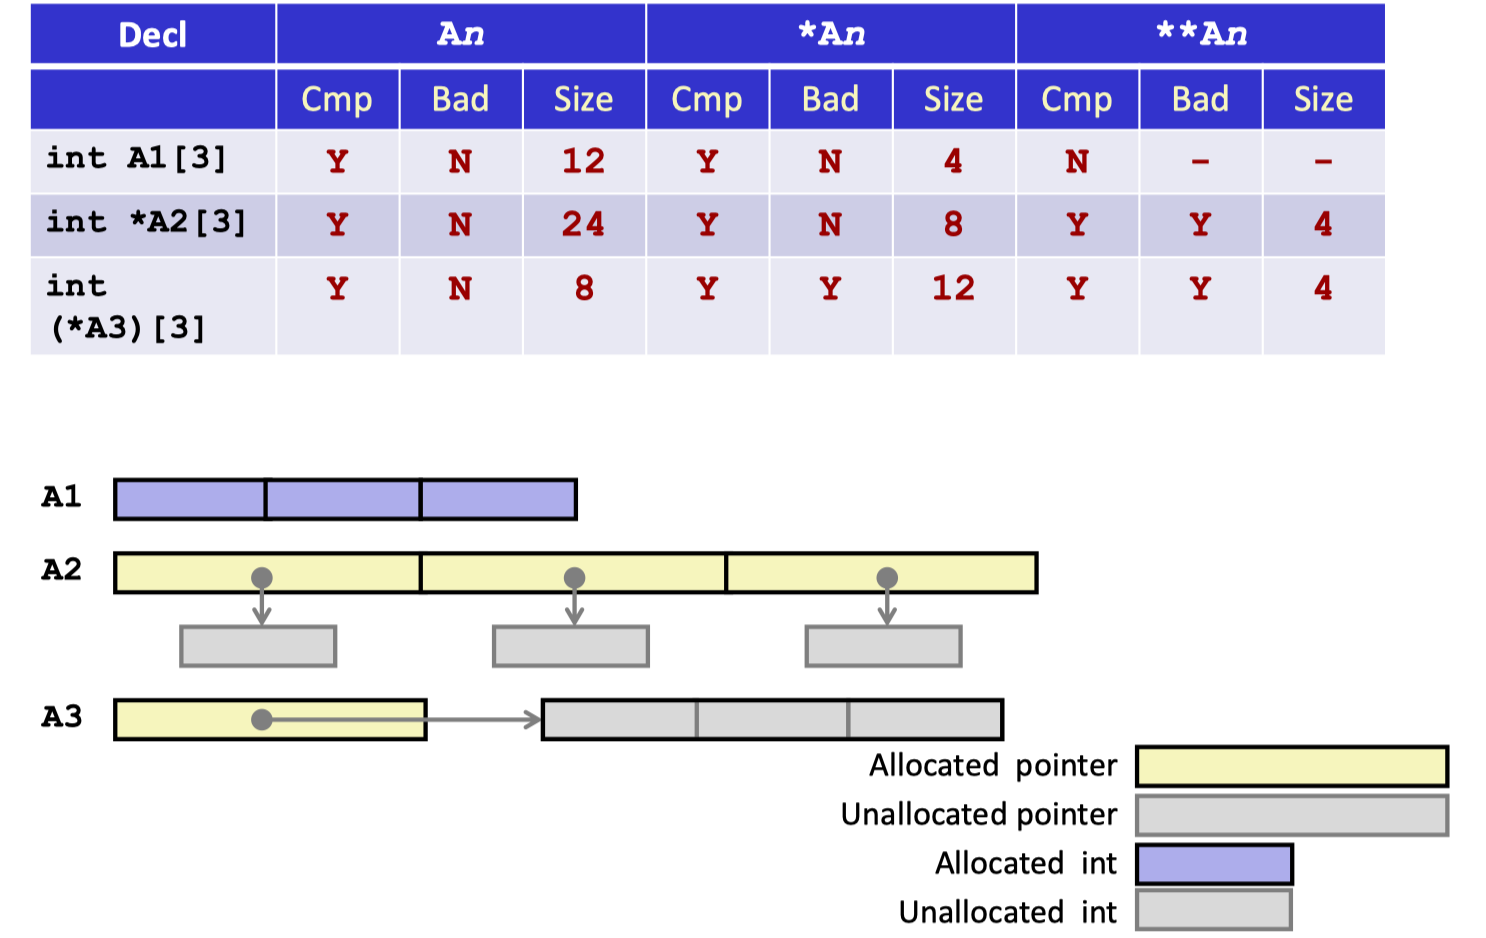 Decl An *An **An
Cmp Bad Size Cmp Bad Size Cmp Bad Size
int A1[3] Y N 12 Y N 4 N - -
int *A2[3] Y N 24 Y N 8 Y Y 4
int Y N 8 Y Y 12 Y Y 4
(*A3)[3]
A1
A2
A3
Allocated pointer
Unallocated pointer
Allocated int
Unallocated int